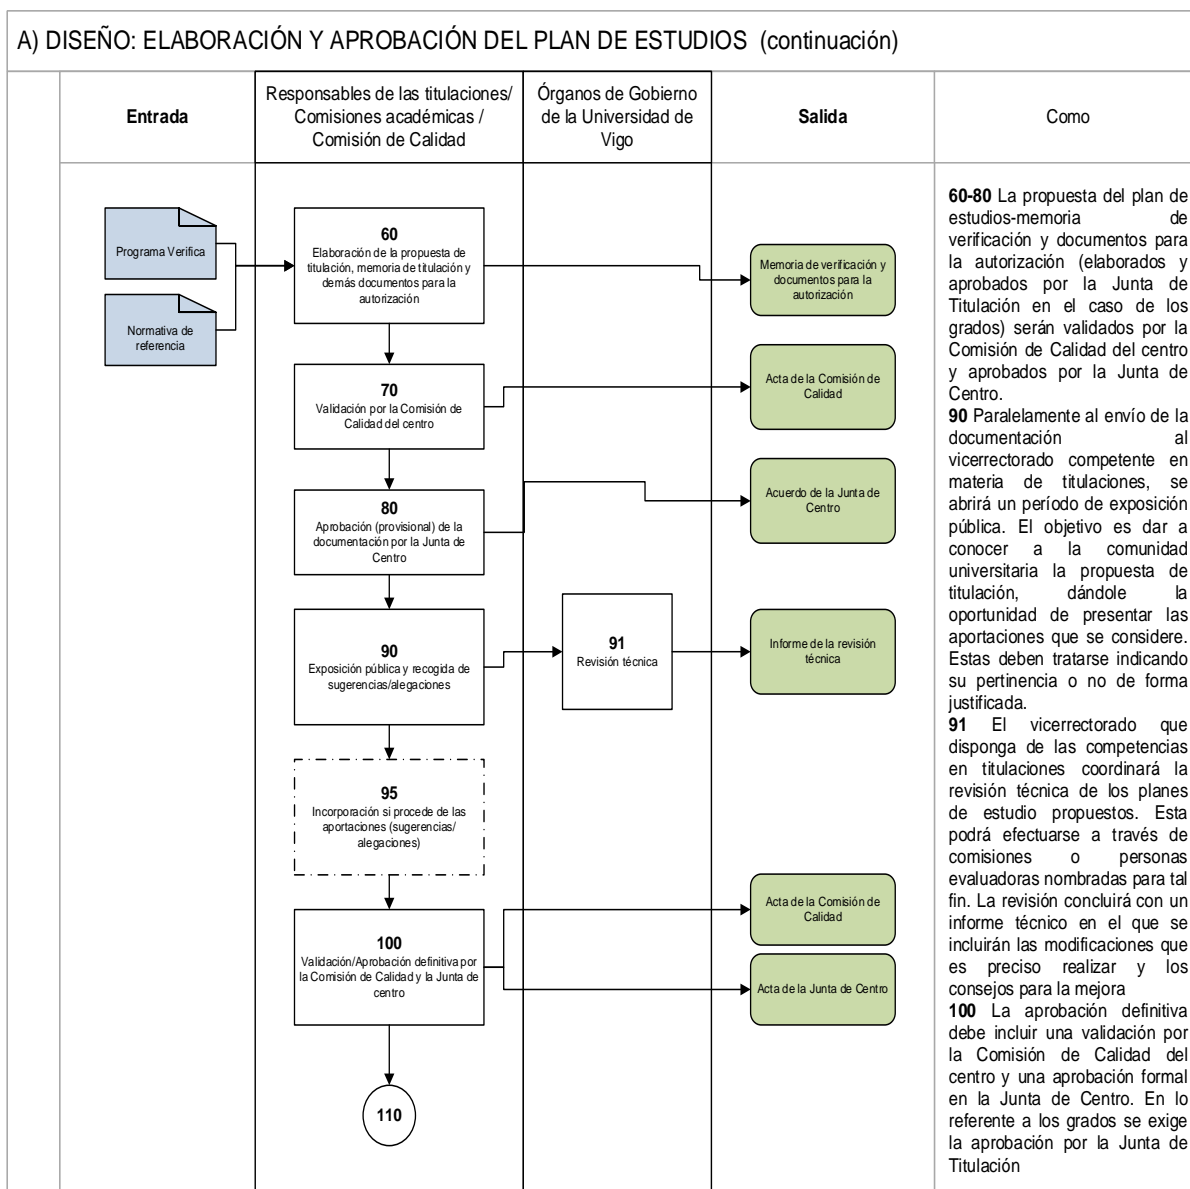 A) DISEÑO: ELABORACIÓN Y APROBACIÓN DEL PLAN DE ESTUDIOS (continuación)
Entrada
Responsables de las titulaciones/
Comisiones académicas /
Comisión de Calidad
Órganos de Gobierno
de la Universidad de
Vigo
Salida
Como
Programa Verifica
Normativa de
referencia
60
Elaboración de la propuesta de
titulación, memoria de titulación y
demás documentos para la
autorización
Memoria de verificación y
documentos para la
autorización
70
Validación por la Comisión de
Calidad del centro
Acta de la Comisión de
Calidad
80
Aprobación (provisional) de la
documentación por la Junta de
Centro
Acuerdo de la Junta de
Centro
90
Exposición pública y recogida de
sugerencias/alegaciones
91
Revisión técnica
Informe de la revisión
técnica
95
Incorporación si procede de las
aportaciones (sugerencias/
alegaciones)
100
Validación/Aprobación definitiva por
la Comisión de Calidad y la Junta de
centro
Acta de la Comisión de
Calidad
Acta de la Junta de Centro
110
60-80 La propuesta del plan de
estudios-memoria de
verificación y documentos para
la autorización (elaborados y
aprobados por la Junta de
Titulación en el caso de los
grados) serán validados por la
Comisión de Calidad del centro
y aprobados por la Junta de
Centro.
90 Paralelamente al envío de la
documentación al
vicerrectorado competente en
materia de titulaciones, se
abrirá un período de exposición
pública. El objetivo es dar a
conocer a la comunidad
universitaria la propuesta de
titulación, dándole la
oportunidad de presentar las
aportaciones que se considere.
Estas deben tratarse indicando
su pertinencia o no de forma
justificada.
91 El vicerrectorado que
disponga de las competencias
en titulaciones coordinará la
revisión técnica de los planes
de estudio propuestos. Esta
podrá efectuarse a través de
comisiones o personas
evaluadoras nombradas para tal
fin. La revisión concluirá con un
informe técnico en el que se
incluirán las modificaciones que
es preciso realizar y los
consejos para la mejora
100 La aprobación definitiva
debe incluir una validación por
la Comisión de Calidad del
centro y una aprobación formal
en la Junta de Centro. En lo
referente a los grados se exige
la aprobación por la Junta de
Titulación